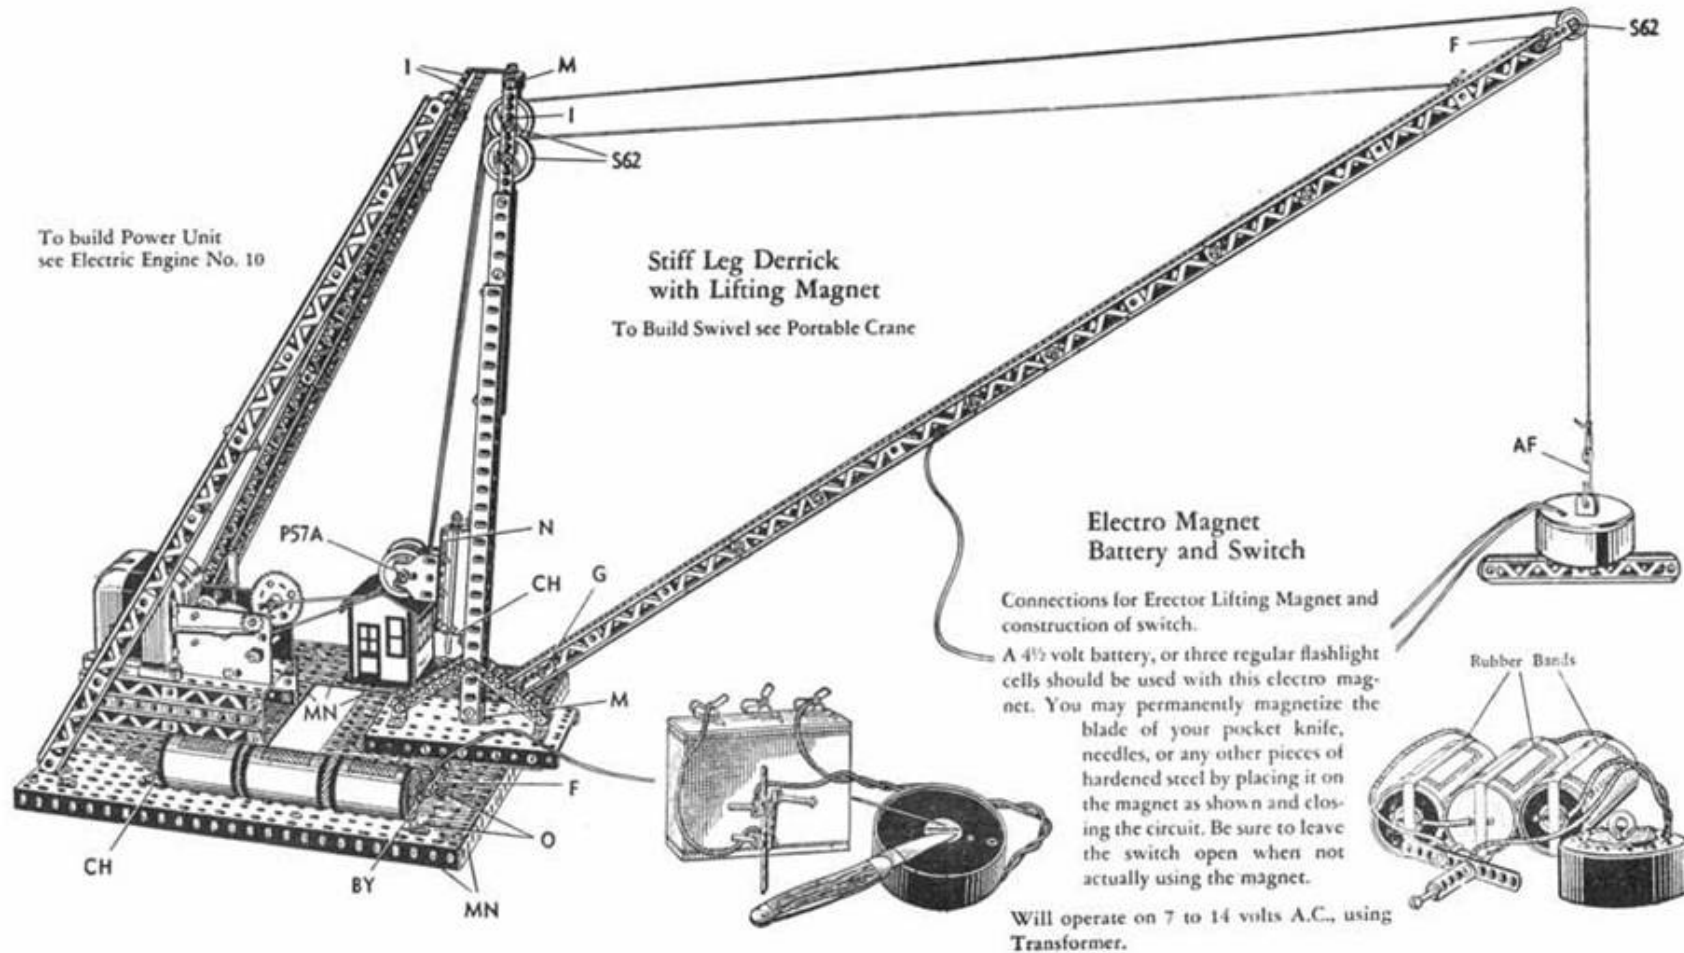 I
M
F
S62
I
S62
To build Power Unit
see Electric Engine No. 10
Stiff Leg Derrick
with Lifting Magnet
To Build Swivel see Portable Crane
AF
P57A
N
CH
G
MN
M
F
O
CH
BY
MN
Electro Magnet
Battery and Switch
Connections for Erector Lifting Magnet and
construction of switch.
A 4½ volt battery, or three regular flashlight
cells should be used with this electro mag-
net. You may permanently magnetize the
blade of your pocket knife,
needles, or any other pieces of
hardened steel by placing it on
the magnet as shown and clos-
ing the circuit. Be sure to leave
the switch open when not
actually using the magnet.
Will operate on 7 to 14 volts A.C., using
Transformer.
Rubber Bands